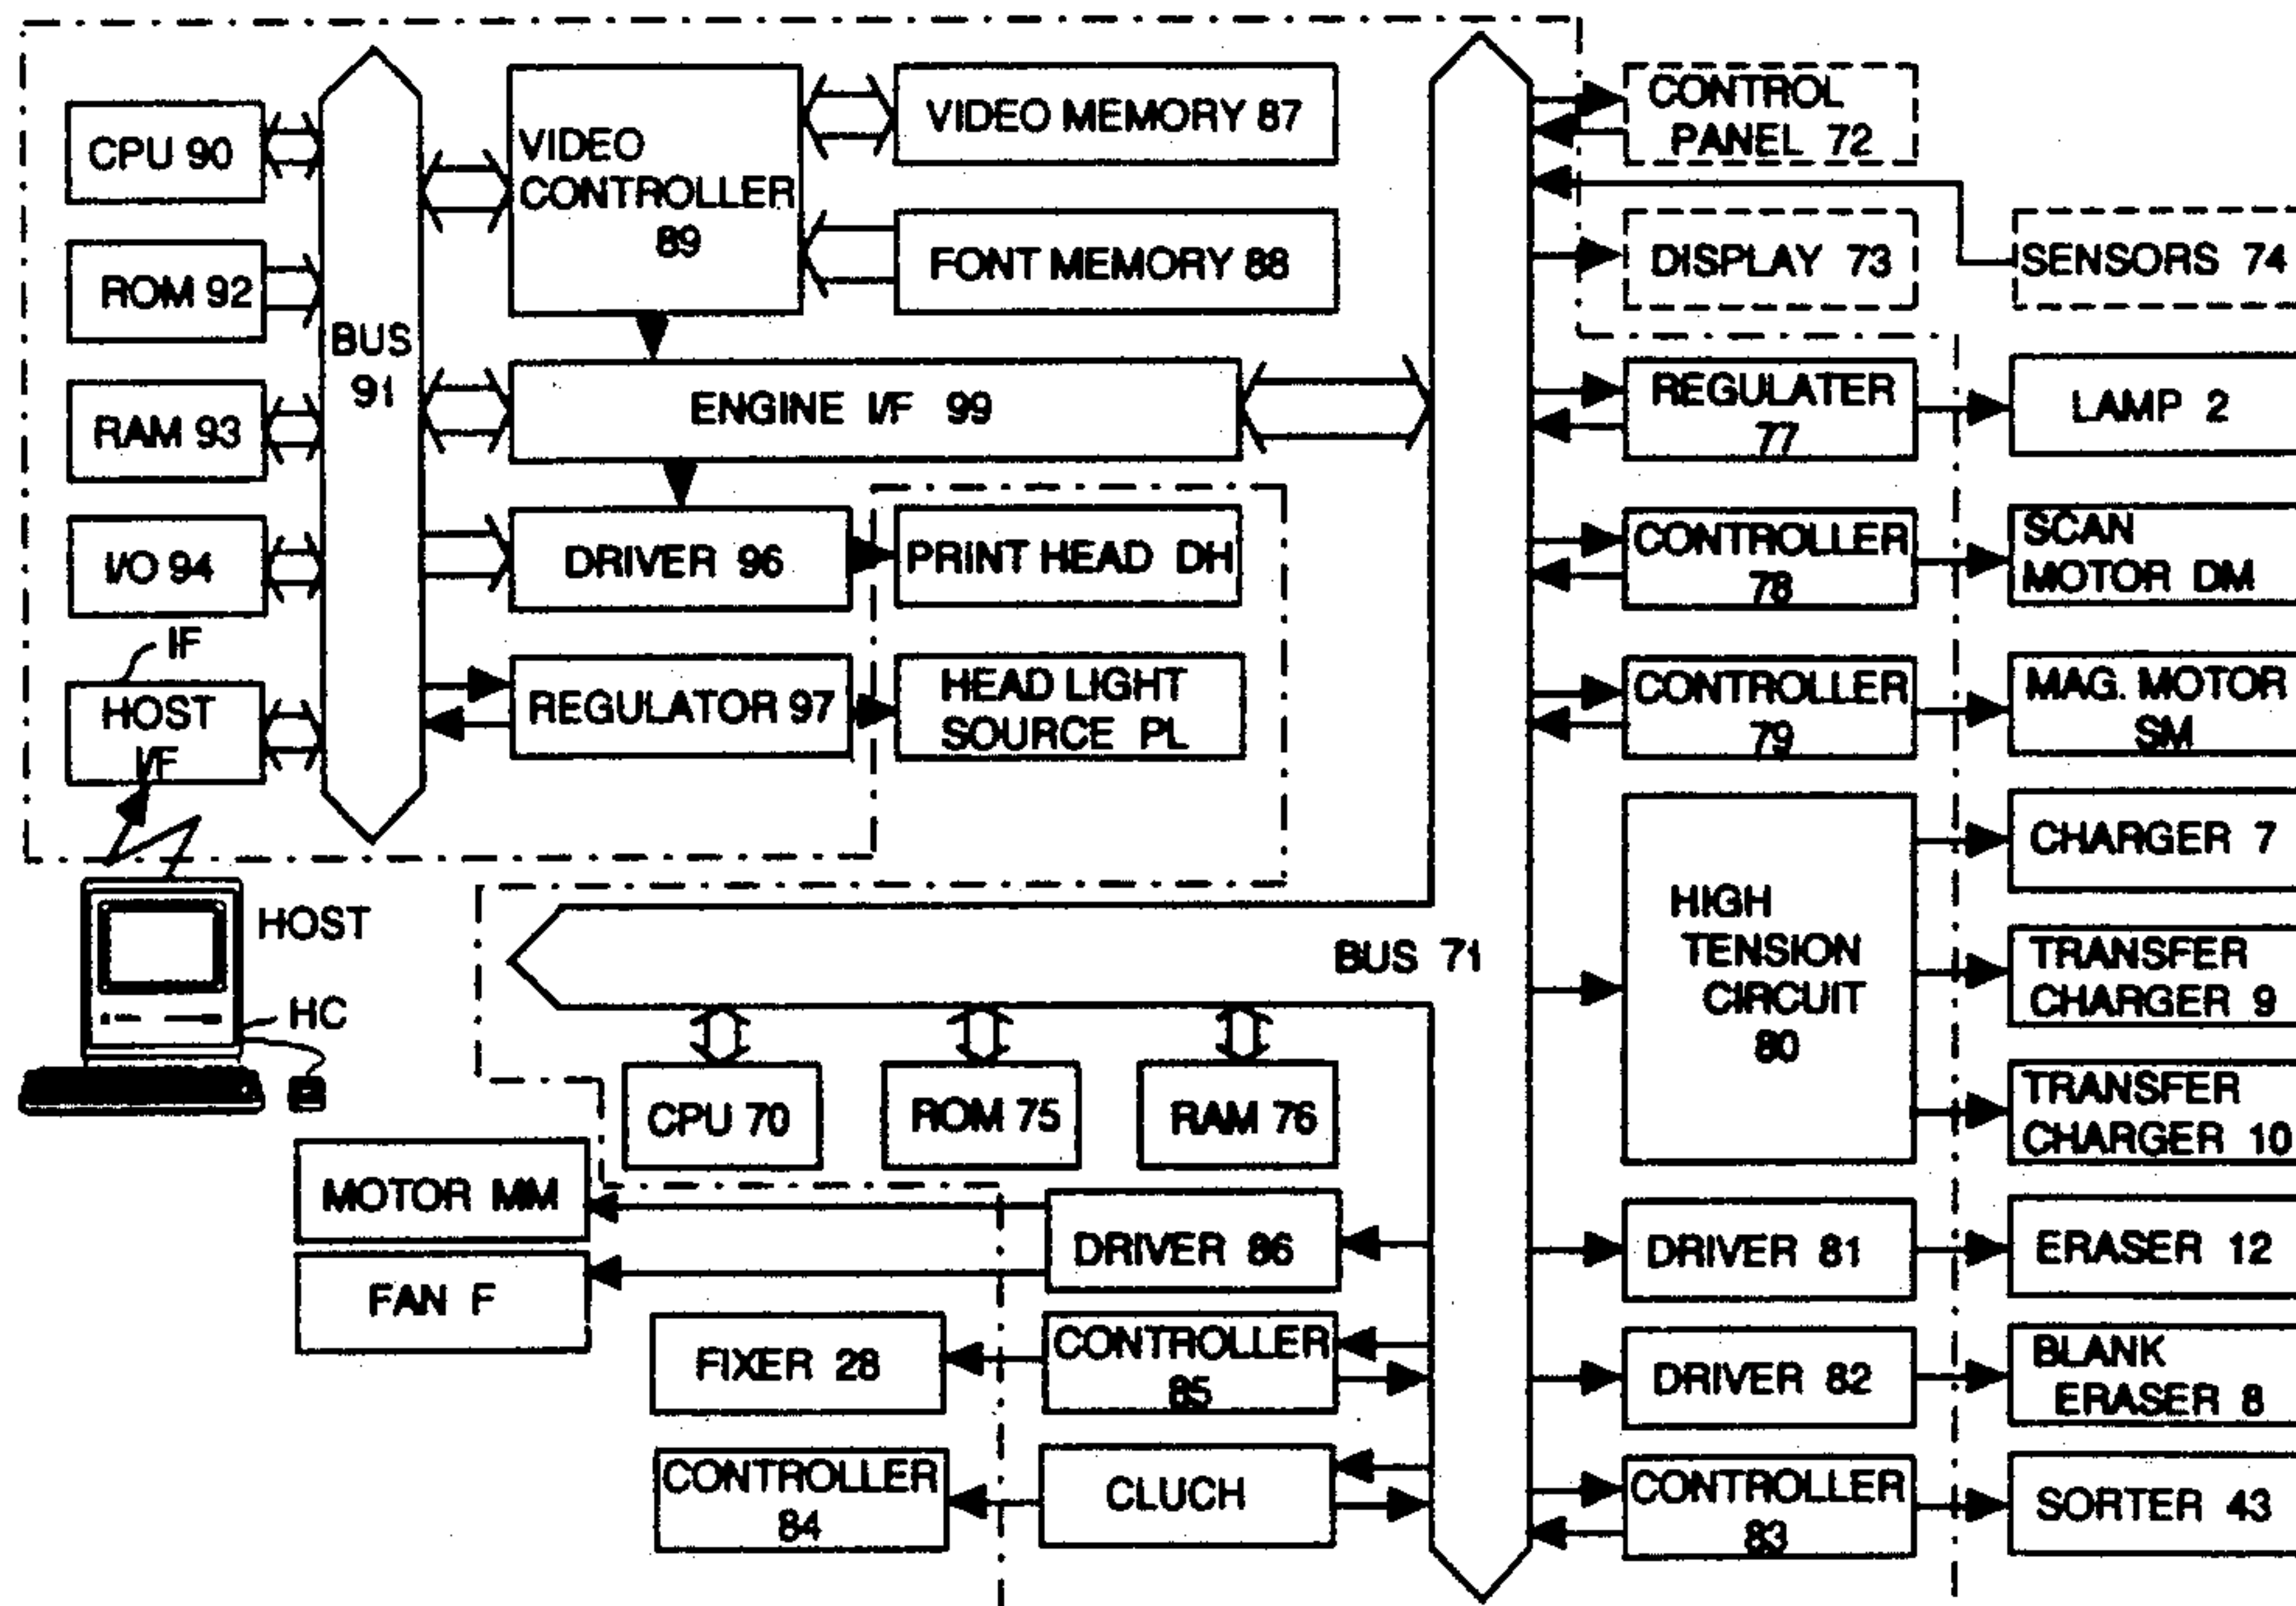 CPU 90
ROM 92
RAM 93
I/O 94
IF
HOST
I/F
BUS
91
VIDEO
CONTROLLER
89
VIDEO MEMORY 87
FONT MEMORY 88
ENGINE I/F 99
DRIVER 96
PRINT HEAD DH
REGULATOR 97
HEAD LIGHT
SOURCE PL
HOST
HC
BUS 71
CPU 70
ROM 75
RAM 76
MOTOR MM
FAN F
DRIVER 86
FIXER 28
CONTROLLER
85
CONTROLLER
84
CLUCH
CONTROL
PANEL 72
DISPLAY 73
SENSORS 74
REGULATER
77
LAMP 2
CONTROLLER
78
SCAN
MOTOR DM
CONTROLLER
79
MAG. MOTOR
SM
HIGH
TENSION
CIRCUIT
80
CHARGER 7
TRANSFER
CHARGER 9
TRANSFER
CHARGER 10
DRIVER 81
ERASER 12
DRIVER 82
BLANK
ERASER 8
CONTROLLER
83
SORTER 43